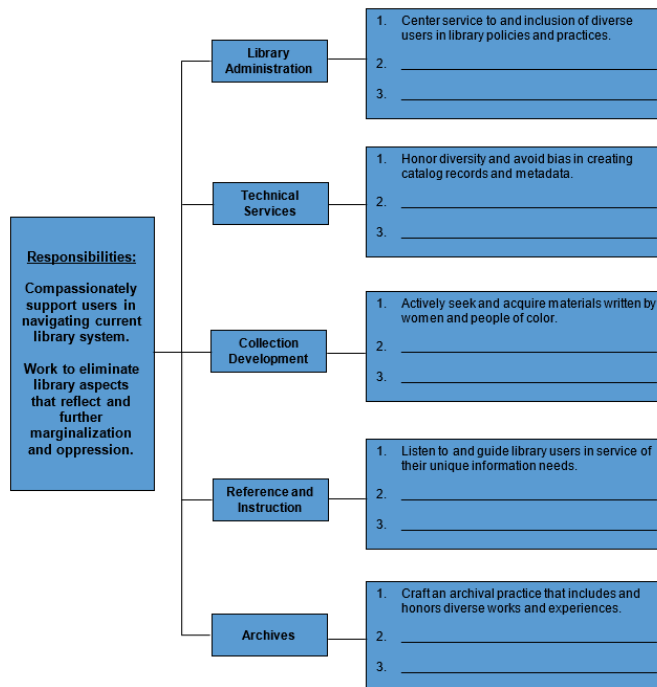 Responsibilities:
Compassionately
support users in
navigating current
library system.
Work to eliminate
library aspects
that reflect and
further
marginalization
and oppression.
Library
Administration
1. Center service to and inclusion of diverse
users in library policies and practices.
2.
3.
Technical
Services
1. Honor diversity and avoid bias in creating
catalog records and metadata.
2.
3.
Collection
Development
1. Actively seek and acquire materials written by
women and people of color.
2.
3.
Reference and
Instruction
1. Listen to and guide library users in service of
their unique information needs.
2.
3.
Archives
1. Craft an archival practice that includes and
honors diverse works and experiences.
2.
3.